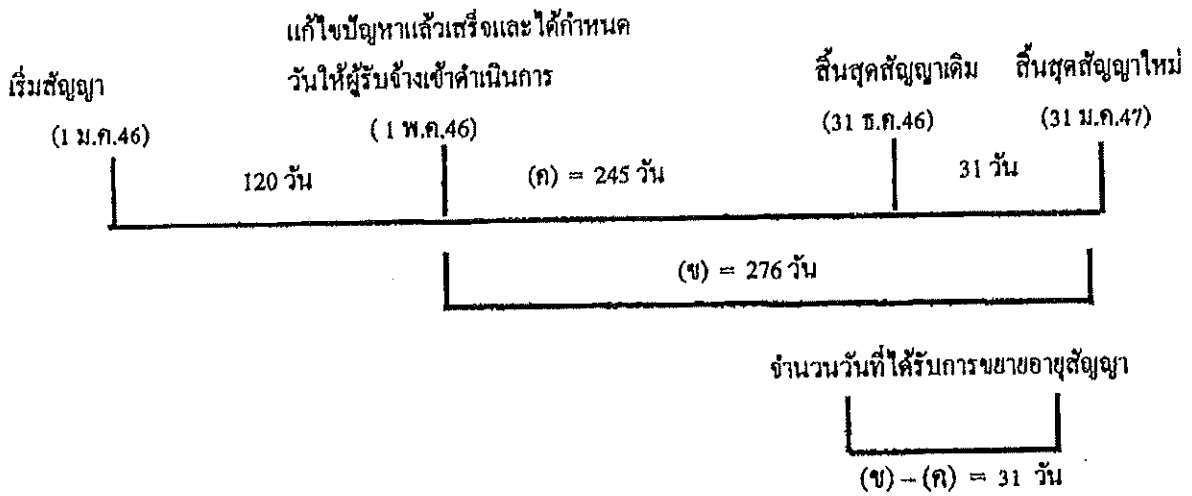 แก้ไขปัญหาแล้วเสร็จและได้กำหนด
วันให้ผู้รับจ้างเข้าดำเนินการ
เริ่มสัญญา
สิ้นสุดสัญญาเดิม
สิ้นสุดสัญญาใหม่
(1 ม.ค.46)
( 1 พ.ค.46)
(31 ธ.ค.46)
(31 ม.ค.47)
120 วัน
(ค) = 245 วัน
31 วัน
(ข) = 276 วัน
จำนวนวันที่ได้รับการขยายอายุสัญญา
(ข) – (ค) = 31 วัน